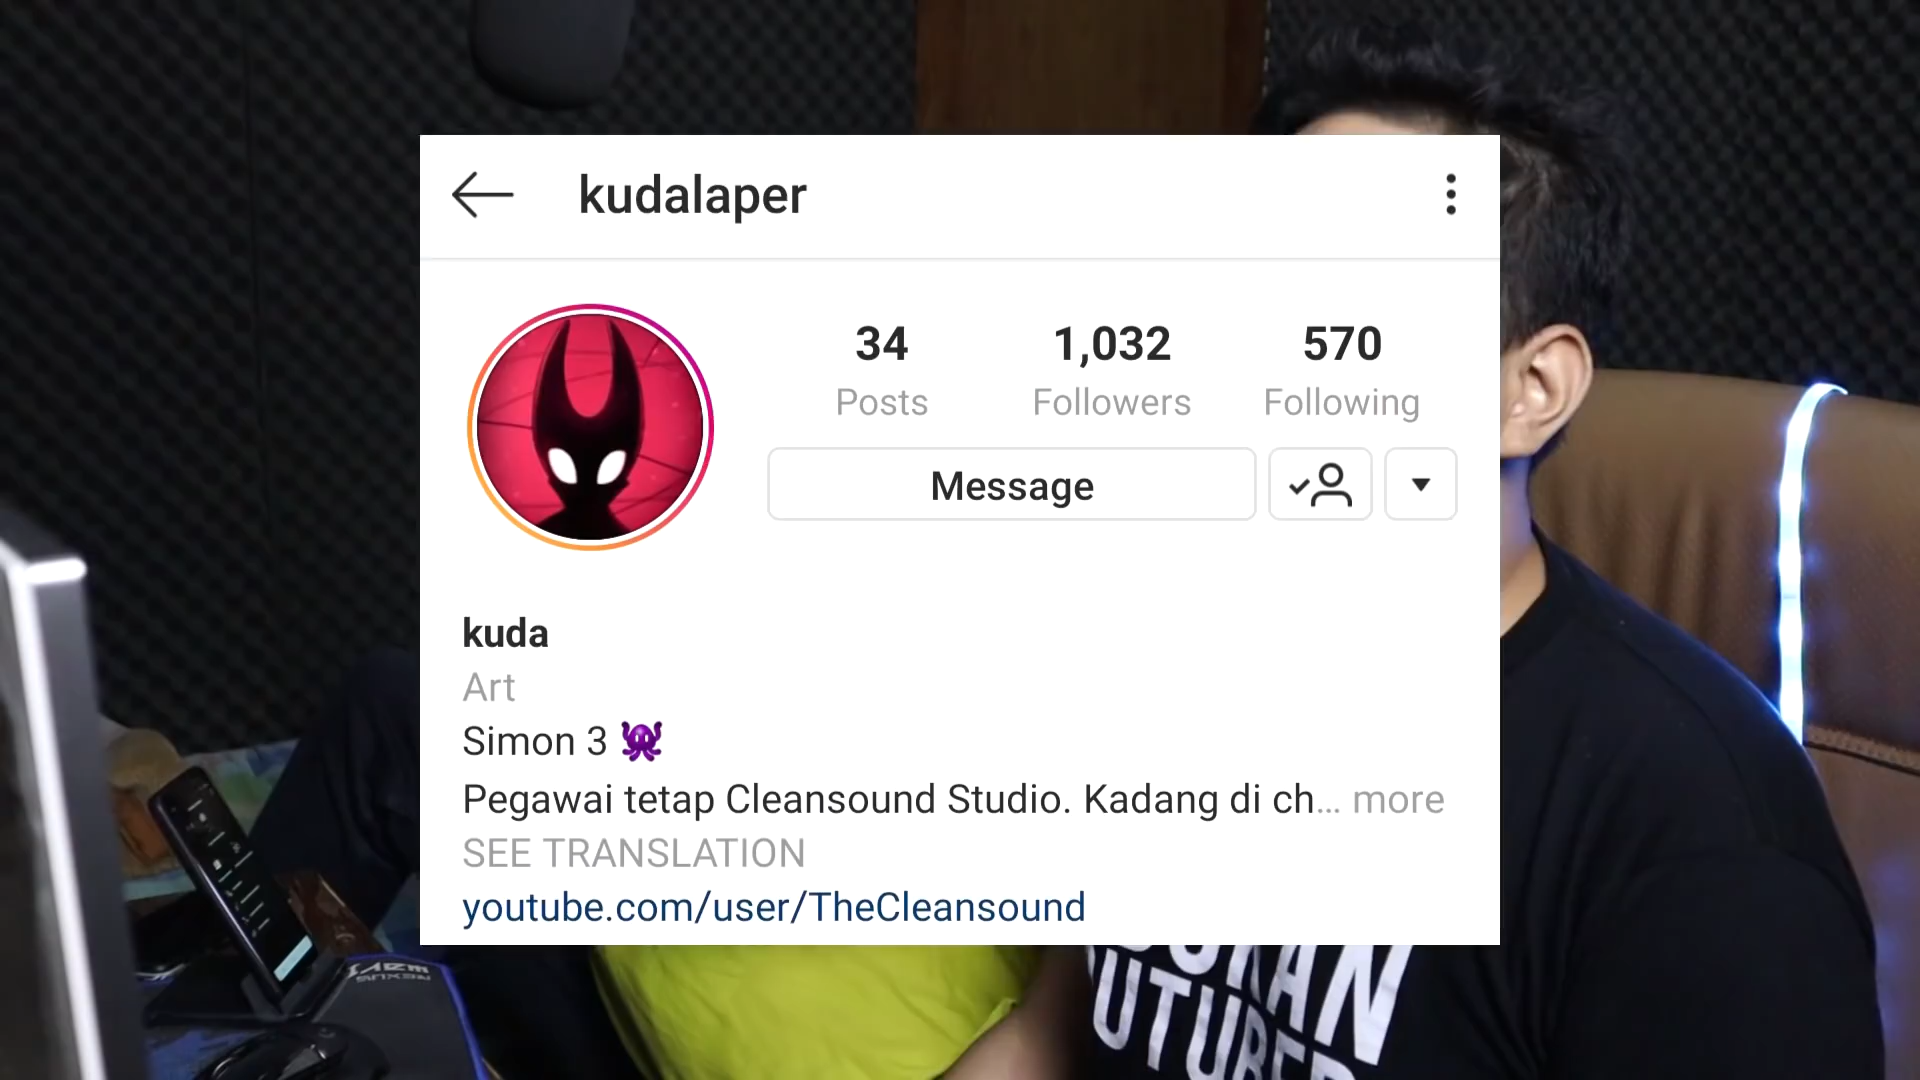 kudalaper
34 1,032 570
Posts Followers Following
Message
kuda
Art
Simon 3
Pegawai tetap Cleansound Studio. Kadang di ch... more
SEE TRANSLATION
youtube.com/user/TheCleansound